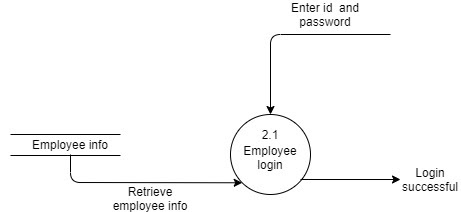 Enter id  and
password
2.1
Employee
login
Employee info
Login
successful
Retrieve
employee info